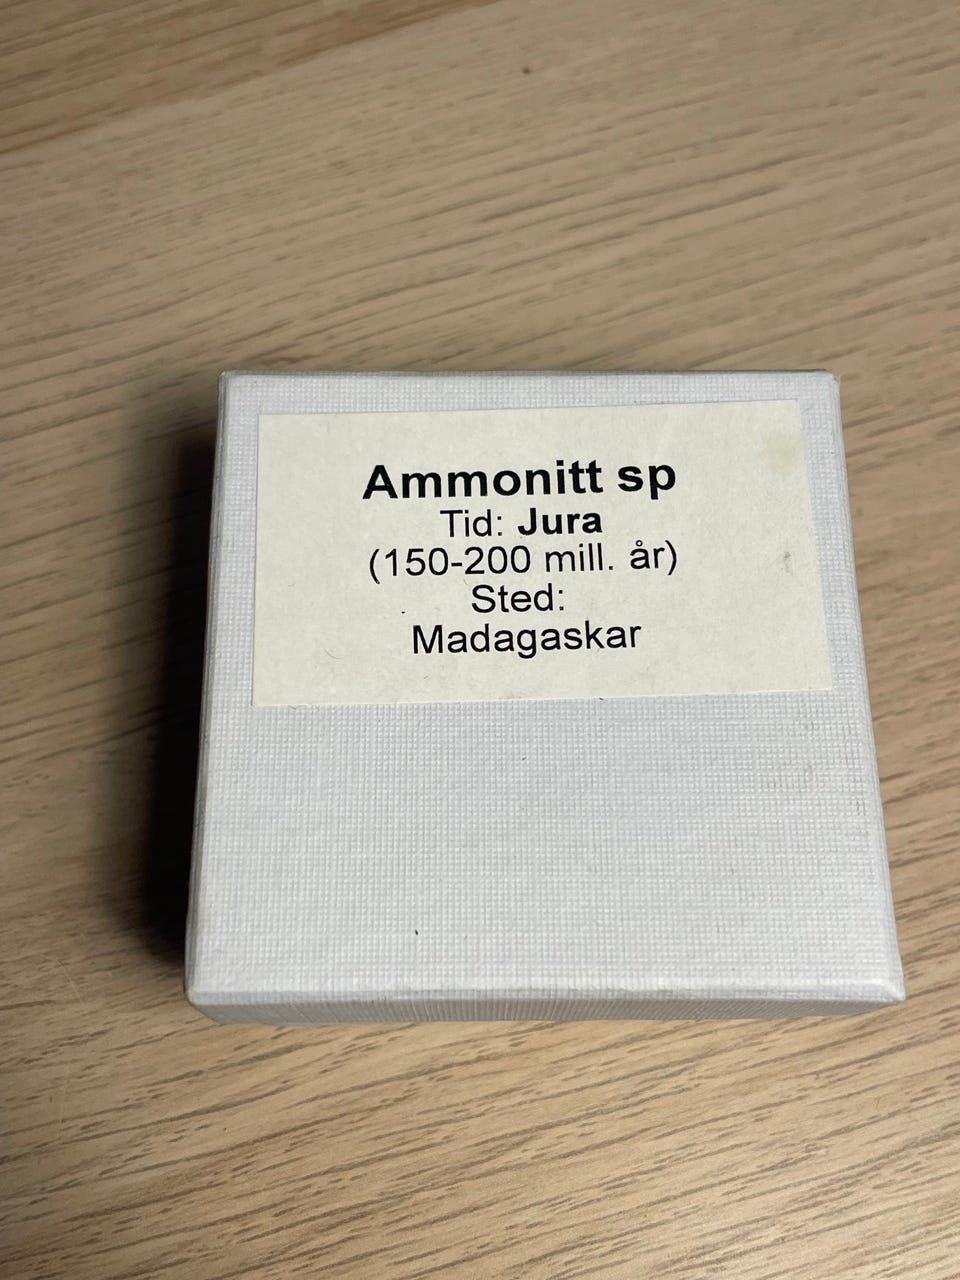 Ammonitt sp
Tid: Jura
(150-200 mill. år)
Sted:
Madagaskar